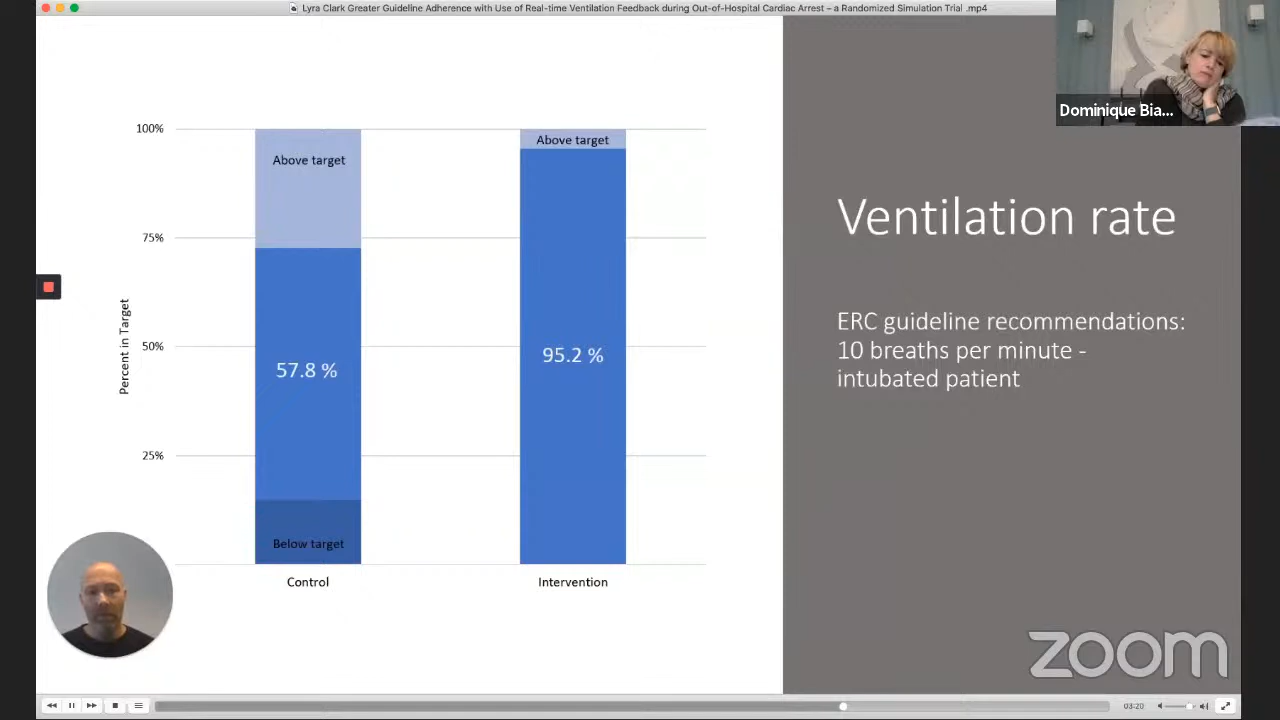 Lyra Clark Greater Guideline Adherence with Use of Real-time Ventilation Feedback during Out-of-Hospital Cardiac Arrest – a Randomized Simulation Trial .mp4
Dominique Bia...
100%
Above target
Above target
75%
Ventilation rate
ERC guideline recommendations:
10 breaths per minute -
intubated patient
Percent in Target
50%
57.8 %
95.2 %
25%
Below target
Control
Intervention
zoom
03:20